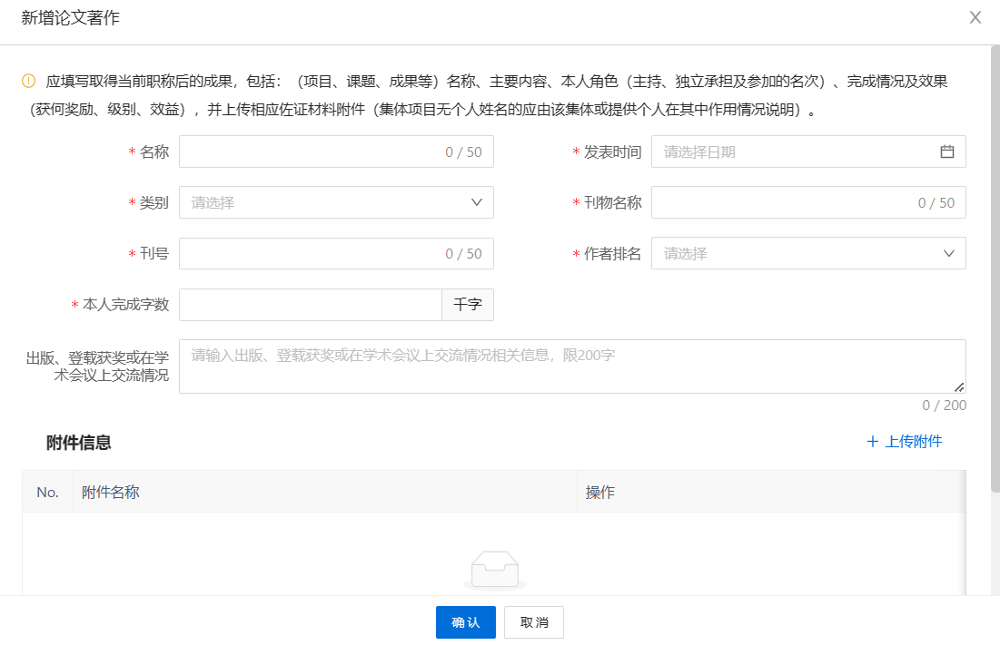 新增论文著作
应填写取得当前职称后的成果，包括：（项目、课题、成果等）名称、主要内容、本人角色（主持、独立承担及参加的名次）、完成情况及效果
（获何奖励、级别、效益），并上传相应佐证材料附件（集体项目无个人姓名的应由该集体或提供个人在其中作用情况说明）。
* 名称 0 / 50 * 发表时间 请选择日期
* 类别 请选择 * 刊物名称 0 / 50
* 刊号 0 / 50 * 作者排名 请选择
* 本人完成字数 千字
出版、登载获奖或在学
术会议上交流情况
请输入出版、登载获奖或在学术会议上交流情况相关信息，限200字
0 / 200
附件信息 + 上传附件
No. 附件名称 操作
确认 取消